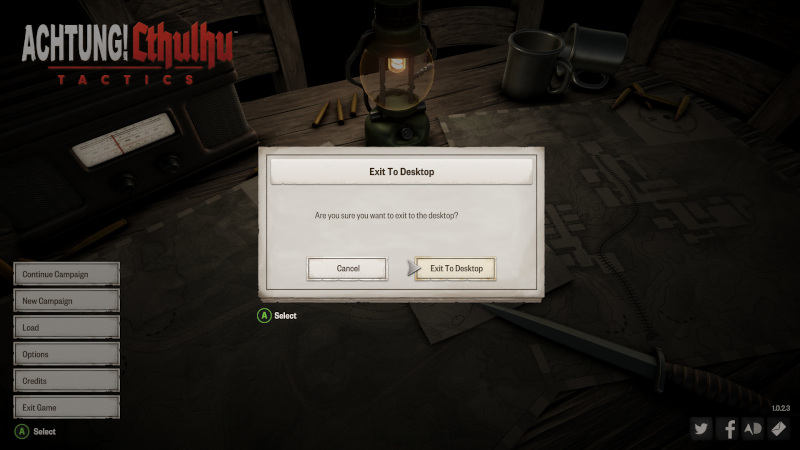 ACHTUNG! Cthulhu™
TACTICS
Exit To Desktop
Are you sure you want to exit to the desktop?
Cancel
Exit To Desktop
A Select
Continue Campaign
New Campaign
Load
Options
Credits
Exit Game
A Select
1.0.2.3